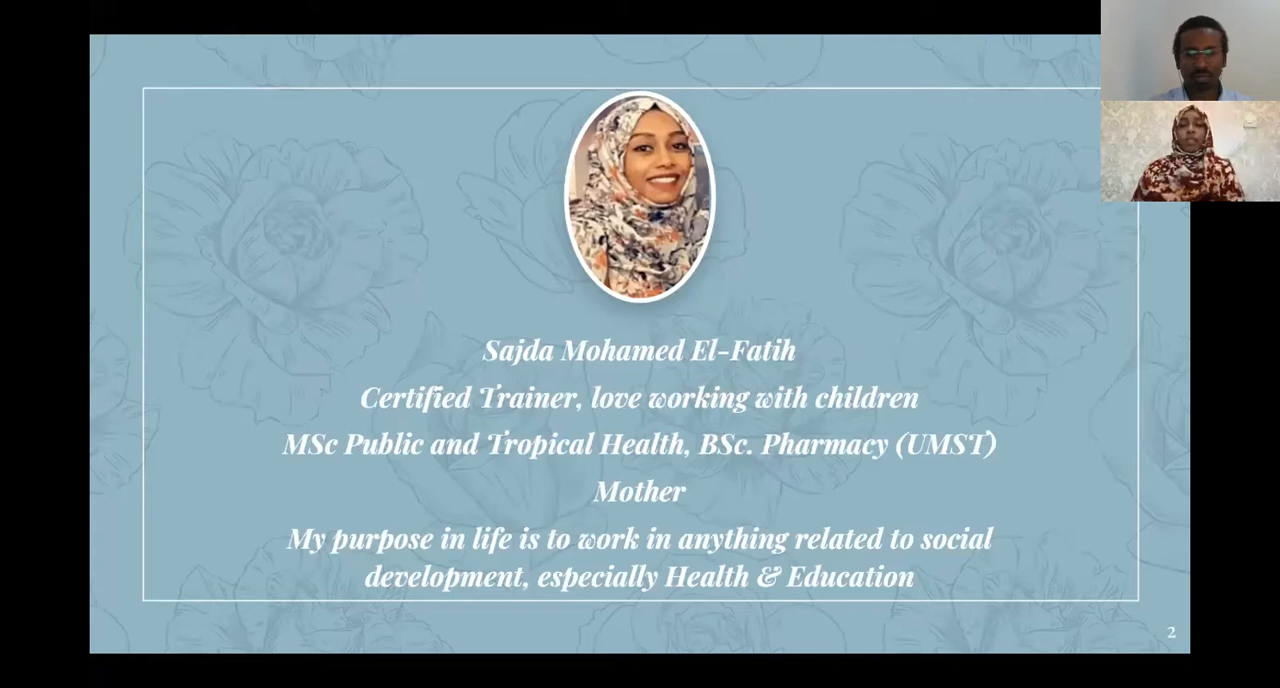 Sajda Mohamed El-Fatih
Certified Trainer, love working with children
MSc Public and Tropical Health, BSc. Pharmacy (UMST)
Mother
My purpose in life is to work in anything related to social
development, especially Health & Education
2